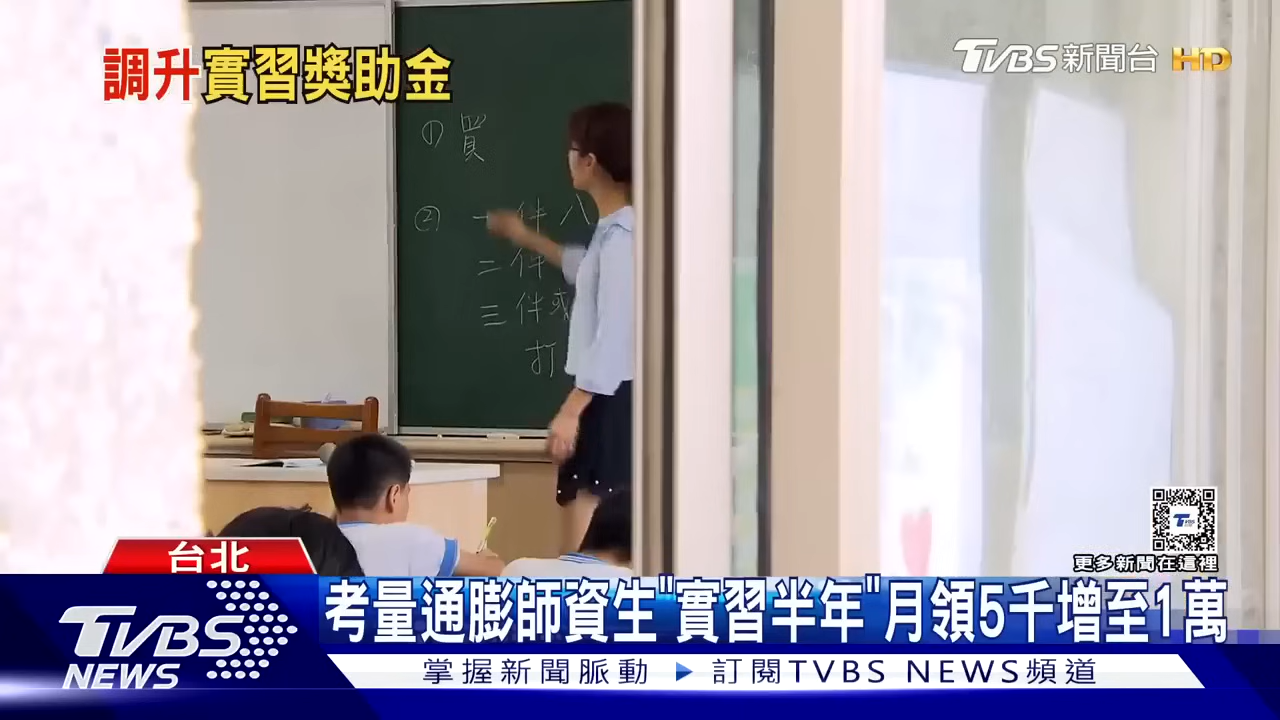 調升實習獎助金
TVBS新聞台 HD
① 買
② 一件八
二件
三件或
打
TVBS
更多新聞在這裡
台北
考量通膨師資生"實習半年"月領5千增至1萬
TVBS
NEWS
掌握新聞脈動 ▶ 訂閱TVBS NEWS頻道